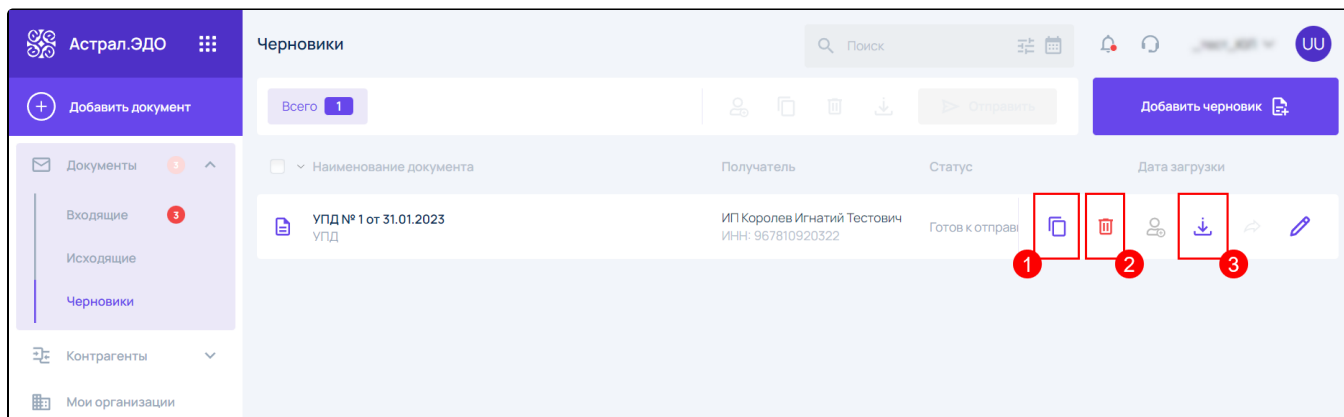 Астрал.ЭДО
Черновики
Поиск
UU
Добавить документ
Всего 1
Отправить
Добавить черновик
Документы 3
Наименование документа
Получатель
Статус
Дата загрузки
Входящие 3
УПД № 1 от 31.01.2023
УПД
ИП Королев Игнатий Тестович
ИНН: 967810920322
Готов к отправ
1
2
3
Исходящие
Черновики
Контрагенты
Мои организации